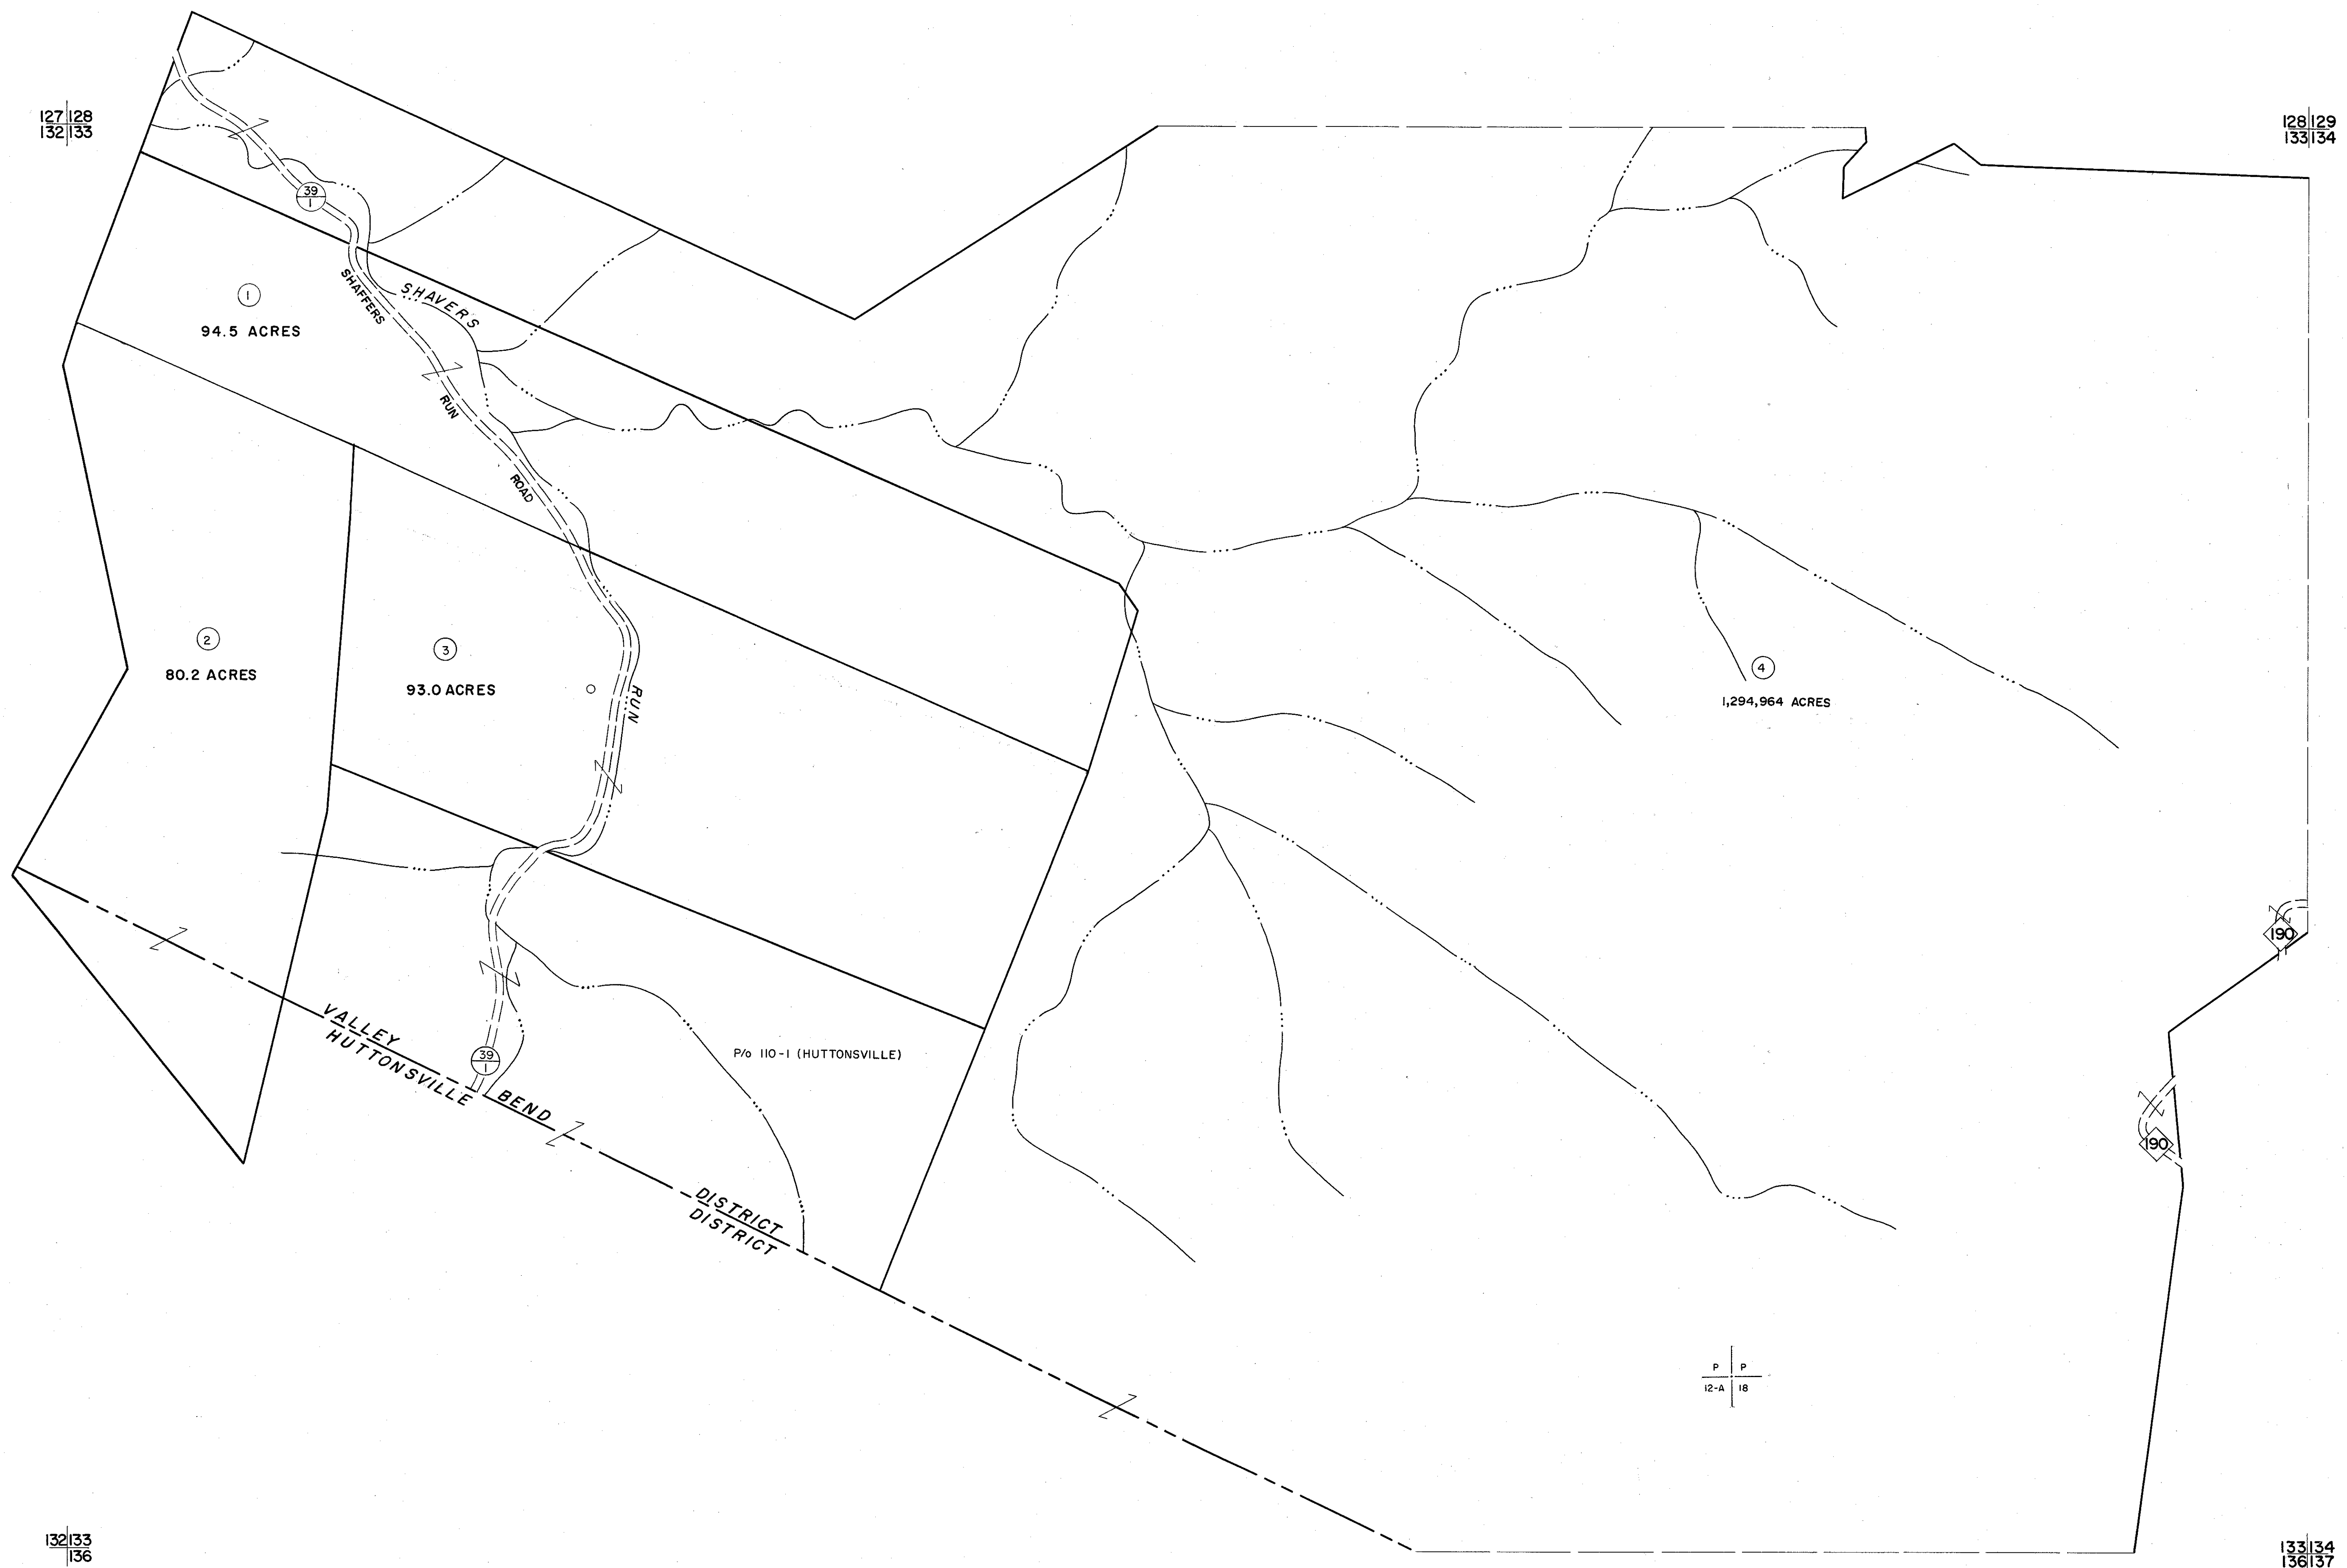 127 128
132 133
128 129
133 134
39
1
SHAVERS
SHAFFERS
1
94.5 ACRES
RUN
ROAD
2
80.2 ACRES
3
93.0 ACRES
RUN
4
1,294,964 ACRES
190
VALLEY
HUTTONSVILLE
39
1
P/o 110-1 (HUTTONSVILLE)
BEND
190
DISTRICT
DISTRICT
P P
12-A 18
132 133
136
133 134
136 137